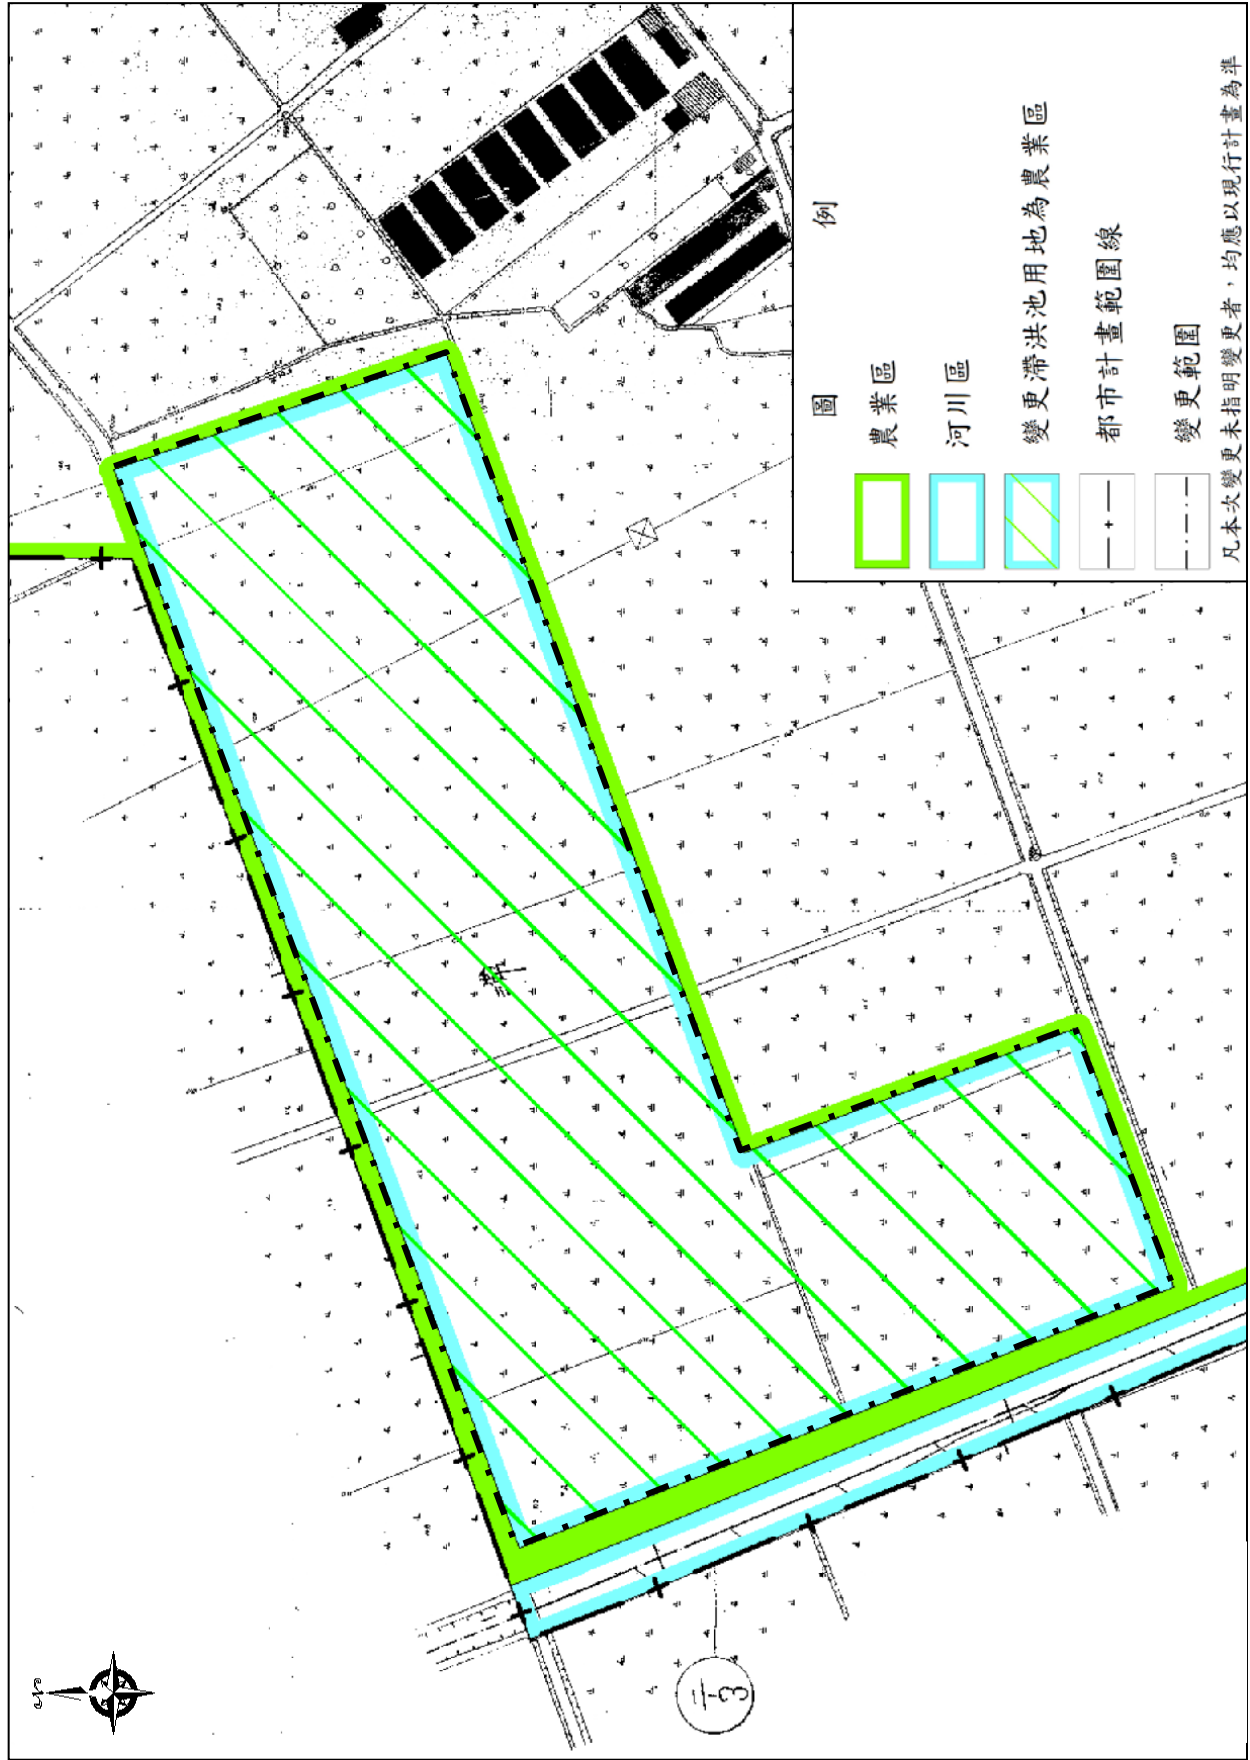 圖例
農業區
河川區
變更滯洪池用地為農業區
都市計畫範圍線
變更範圍
凡本次變更未指明變更者，均應以現行計畫為準
二-3